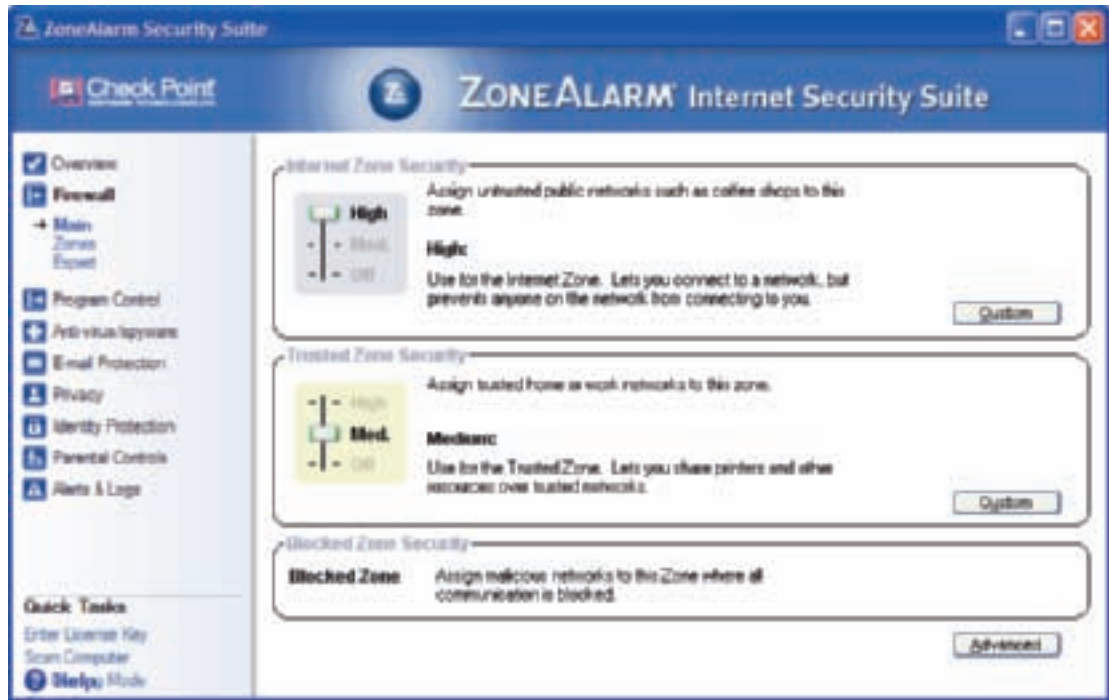 ZoneAlarm Security Suite
Check Point
SOFTWARE TECHNOLOGIES LTD.
ZONEALARM Internet Security Suite
Overview
Firewall
Main
Zones
Expert
Program Control
Anti-virus/spyware
E-mail Protection
Privacy
Identity Protection
Parental Controls
Alerts & Logs
Quick Tasks
Enter License Key
Scan Computer
Help
Mode
Internet Zone Security
High
Med.
Off
Assign untrusted public networks such as coffee shops to this
zone.
High:
Use for the Internet Zone. Lets you connect to a network, but
prevents anyone on the network from connecting to you.
Custom
Trusted Zone Security
High
Med.
Off
Assign trusted home or work networks to this zone.
Medium:
Use for the Trusted Zone. Lets you share printers and other
resources over trusted networks.
Custom
Blocked Zone Security
Blocked Zone
Assign malicious networks to this Zone where all
communication is blocked.
Advanced